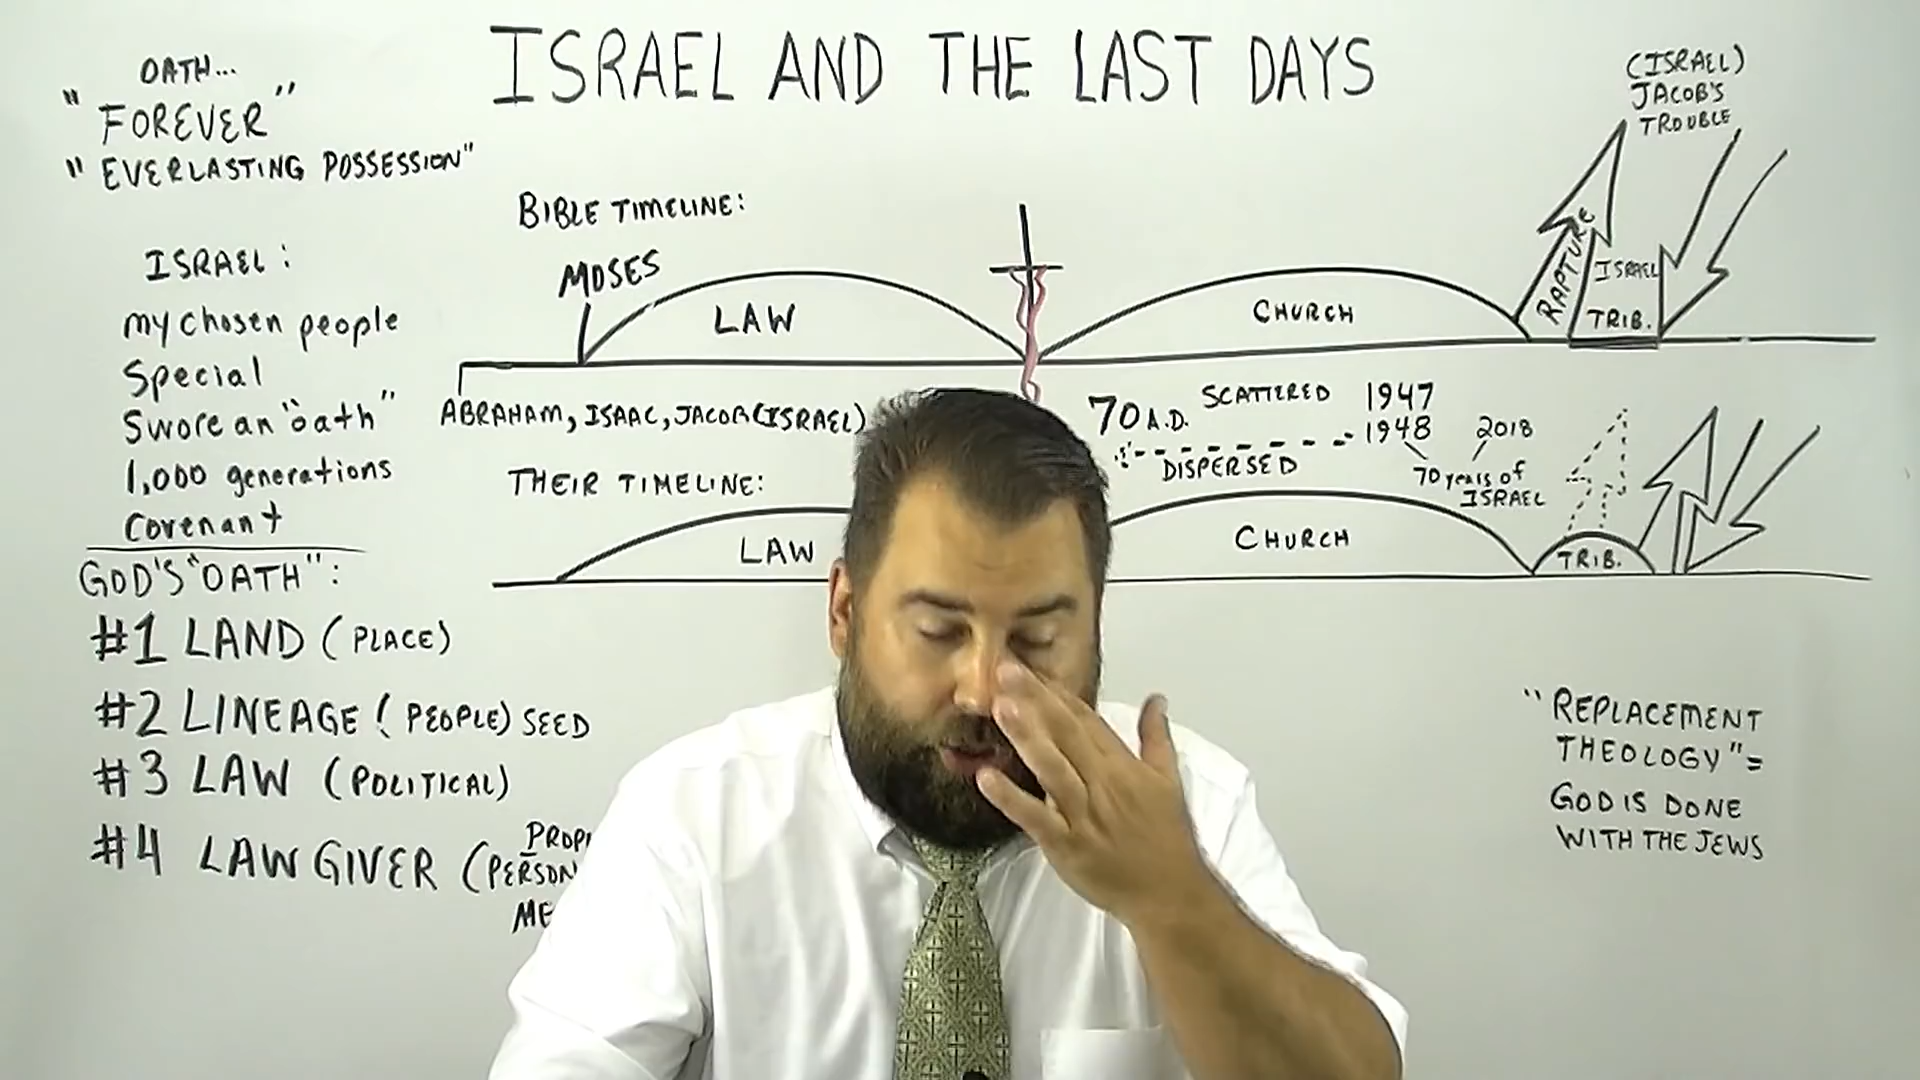 ISRAEL AND THE LAST DAYS
OATH...
"FOREVER"
"EVERLASTING POSSESSION"
ISRAEL:
my chosen people
Special
Swore an "oath"
1,000 generations
Covenant
GOD'S "OATH":
#1 LAND (PLACE)
#2 LINEAGE (PEOPLE) SEED
#3 LAW (POLITICAL)
#4 LAW GIVER (PERSON
BIBLE TIMELINE:
MOSES
LAW
CHURCH
RAPTURE
ISRAEL
TRIB.
(ISRAEL)
JACOB'S
TROUBLE
ABRAHAM, ISAAC, JACOB (ISRAEL)
70 A.D.
SCATTERED
DISPERSED
1947
1948
2018
70 years of
ISRAEL
THEIR TIMELINE:
LAW
CHURCH
TRIB.
"REPLACEMENT
THEOLOGY" =
GOD IS DONE
WITH THE JEWS